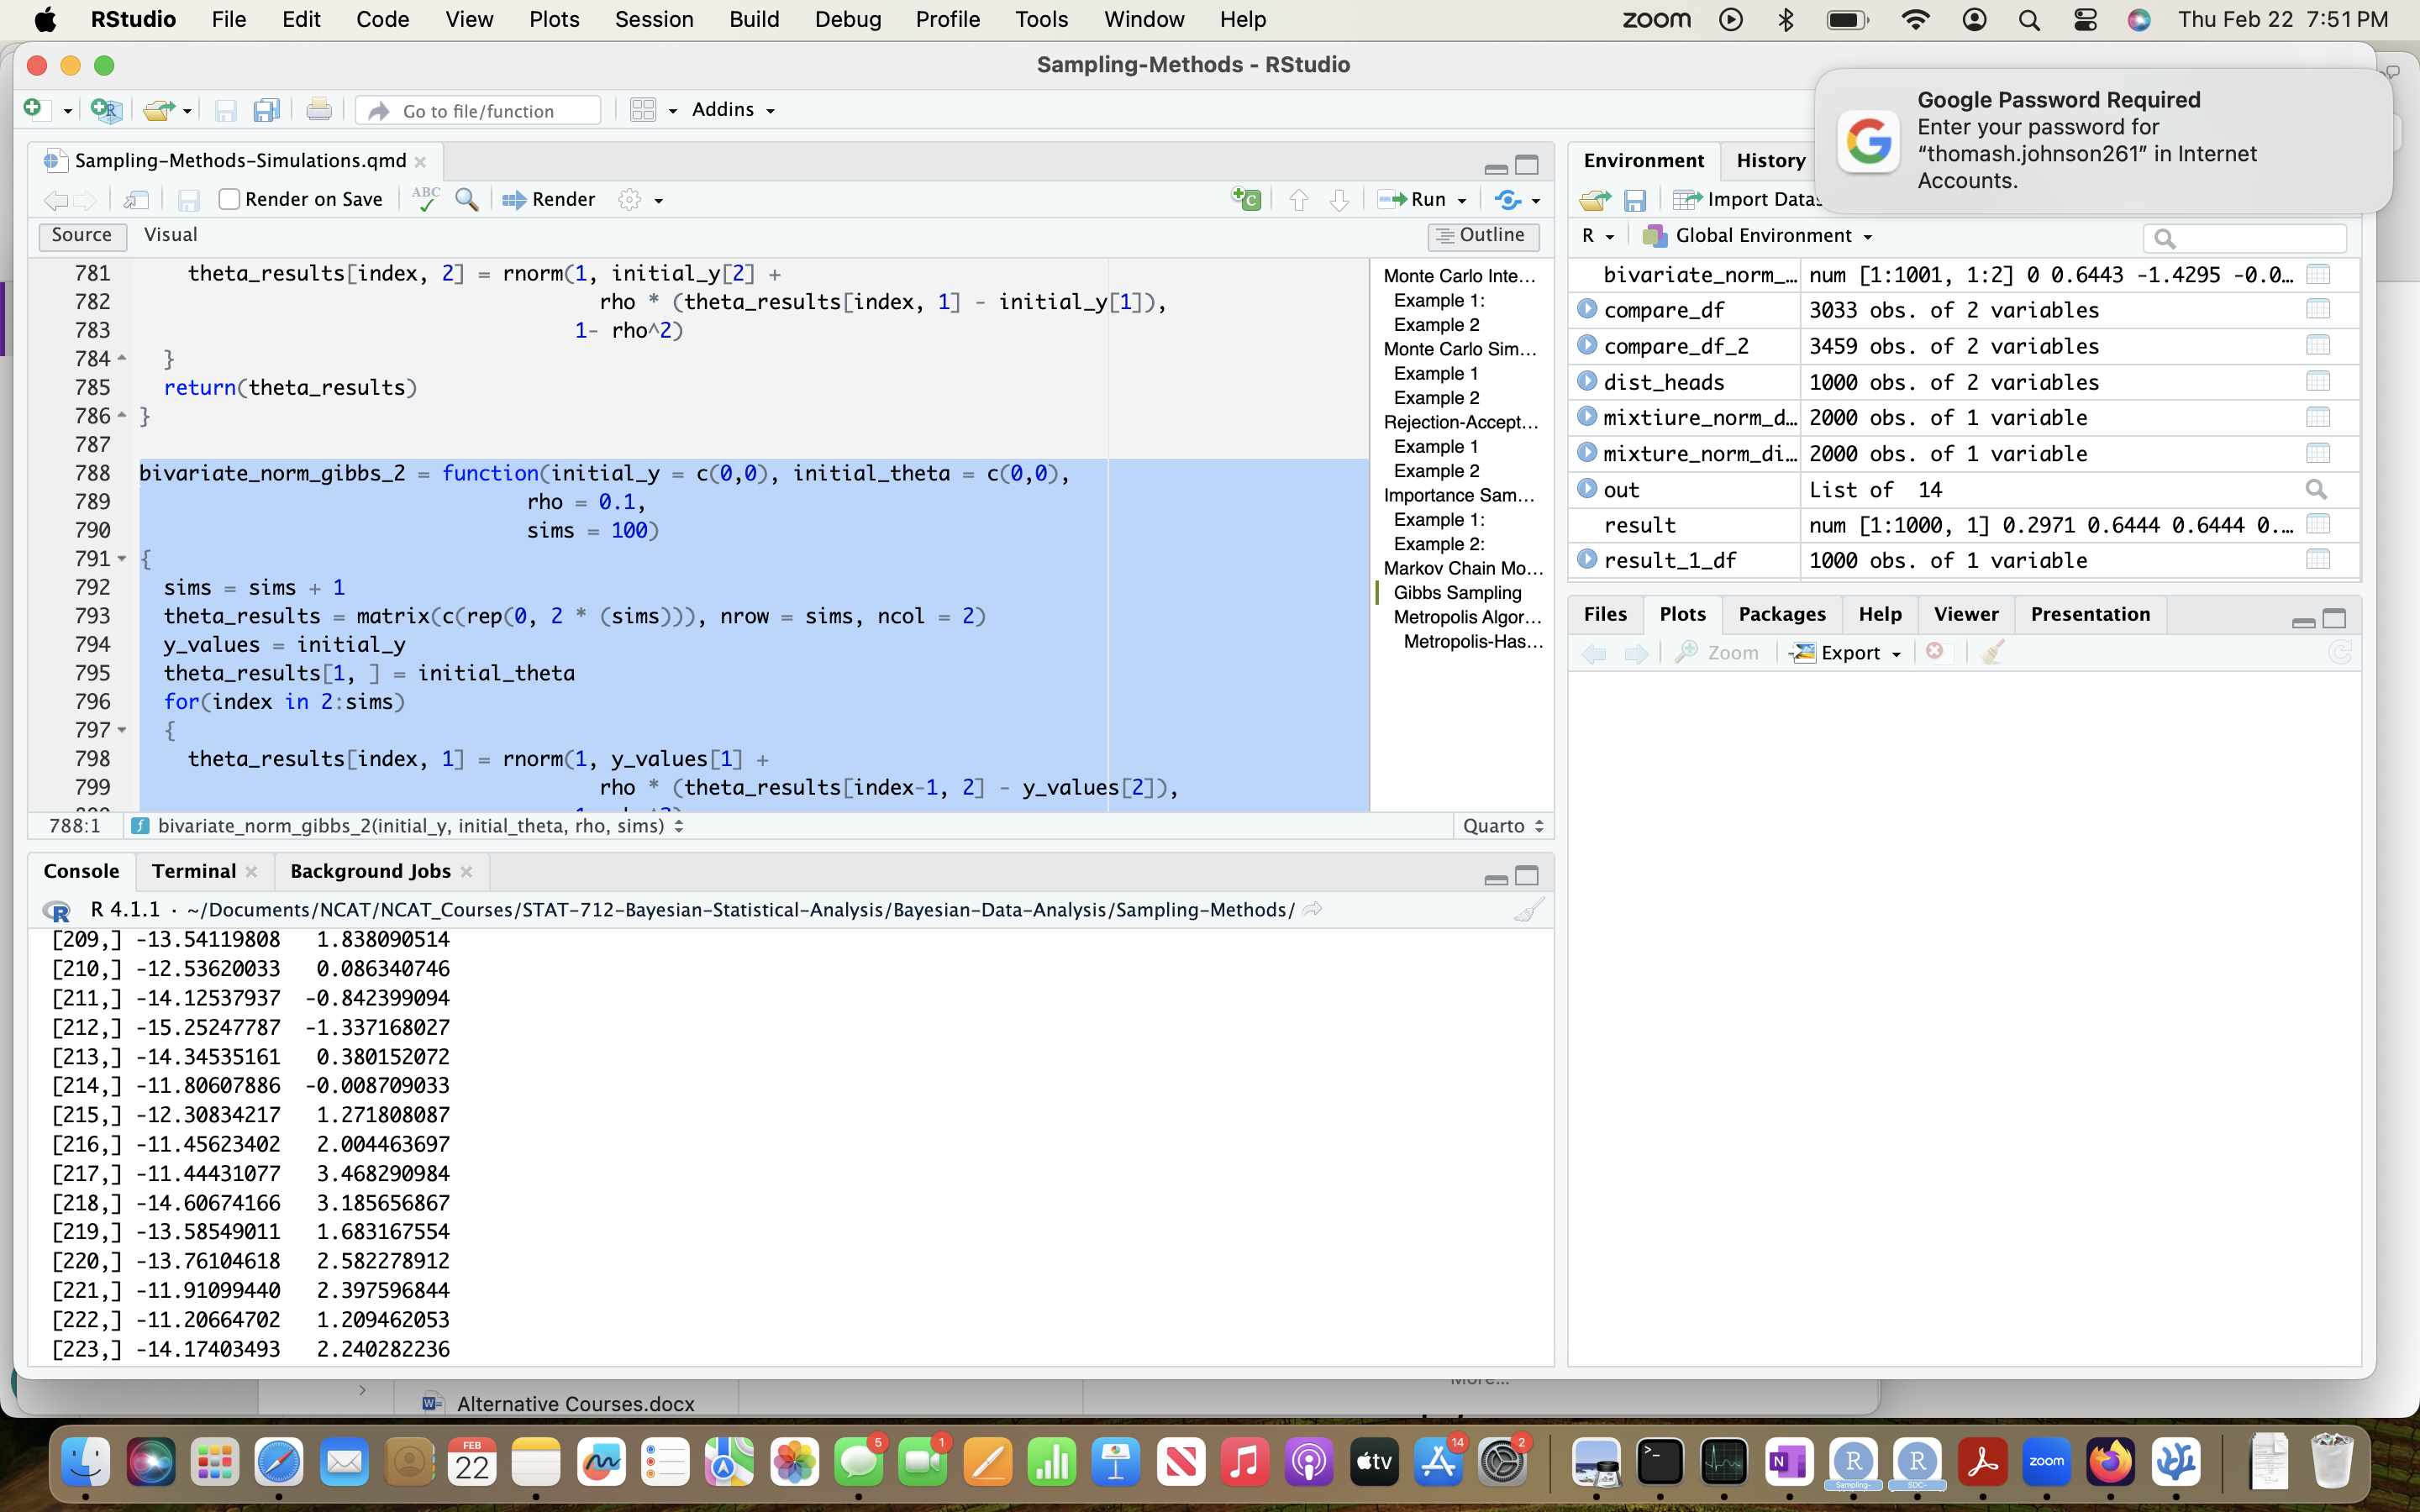 RStudio File Edit Code View Plots Session Build Debug Profile Tools Window Help zoom Thu Feb 22 7:51 PM
Sampling-Methods - RStudio
Google Password Required
Enter your password for
“thomash.johnson261” in Internet
Accounts.
Go to file/function Addins
Sampling-Methods-Simulations.qmd
Render on Save ABC Render Run
Source Visual Outline
781 theta_results[index, 2] = rnorm(1, initial_y[2] +
782 rho * (theta_results[index, 1] - initial_y[1]),
783 1- rho^2)
784 }
785 return(theta_results)
786 }
787
788 bivariate_norm_gibbs_2 = function(initial_y = c(0,0), initial_theta = c(0,0),
789 rho = 0.1,
790 sims = 100)
791 {
792 sims = sims + 1
793 theta_results = matrix(c(rep(0, 2 * (sims))), nrow = sims, ncol = 2)
794 y_values = initial_y
795 theta_results[1, ] = initial_theta
796 for(index in 2:sims)
797 {
798 theta_results[index, 1] = rnorm(1, y_values[1] +
799 rho * (theta_results[index-1, 2] - y_values[2]),
788:1 bivariate_norm_gibbs_2(initial_y, initial_theta, rho, sims) Quarto
Monte Carlo Inte...
Example 1:
Example 2
Monte Carlo Sim...
Example 1
Example 2
Rejection-Accept...
Example 1
Example 2
Importance Sam...
Example 1:
Example 2:
Markov Chain Mo...
Gibbs Sampling
Metropolis Algor...
Metropolis-Has...
Environment History
Import Datas
R Global Environment
bivariate_norm_... num [1:1001, 1:2] 0 0.6443 -1.4295 -0.0...
compare_df 3033 obs. of 2 variables
compare_df_2 3459 obs. of 2 variables
dist_heads 1000 obs. of 2 variables
mixtiure_norm_d... 2000 obs. of 1 variable
mixture_norm_di... 2000 obs. of 1 variable
out List of 14
result num [1:1000, 1] 0.2971 0.6444 0.6444 0...
result_1_df 1000 obs. of 1 variable
Files Plots Packages Help Viewer Presentation
Zoom Export
Console Terminal Background Jobs
R 4.1.1 · ~/Documents/NCAT/NCAT_Courses/STAT-712-Bayesian-Statistical-Analysis/Bayesian-Data-Analysis/Sampling-Methods/
[209,] -13.54119808 1.838090514
[210,] -12.53620033 0.086340746
[211,] -14.12537937 -0.842399094
[212,] -15.25247787 -1.337168027
[213,] -14.34535161 0.380152072
[214,] -11.80607886 -0.008709033
[215,] -12.30834217 1.271808087
[216,] -11.45623402 2.004463697
[217,] -11.44431077 3.468290984
[218,] -14.60674166 3.185656867
[219,] -13.58549011 1.683167554
[220,] -13.76104618 2.582278912
[221,] -11.91099440 2.397596844
[222,] -11.20664702 1.209462053
[223,] -14.17403493 2.240282236
Alternative Courses.docx
FEB
22
5 1 tv 14 2 N R R zoom
Sampling- SDC-